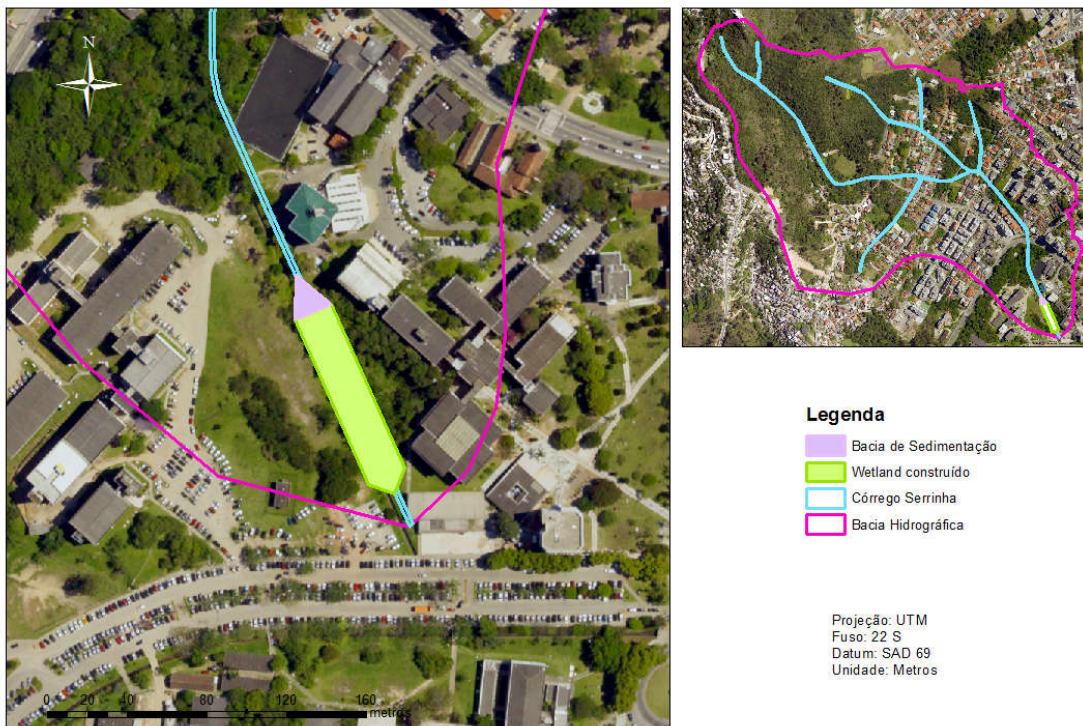 N
0 20 40 80 120 160
metros
Legenda
Bacia de Sedimentação
Wetland construído
Córrego Serrinha
Bacia Hidrográfica
Projeção: UTM
Fuso: 22 S
Datum: SAD 69
Unidade: Metros